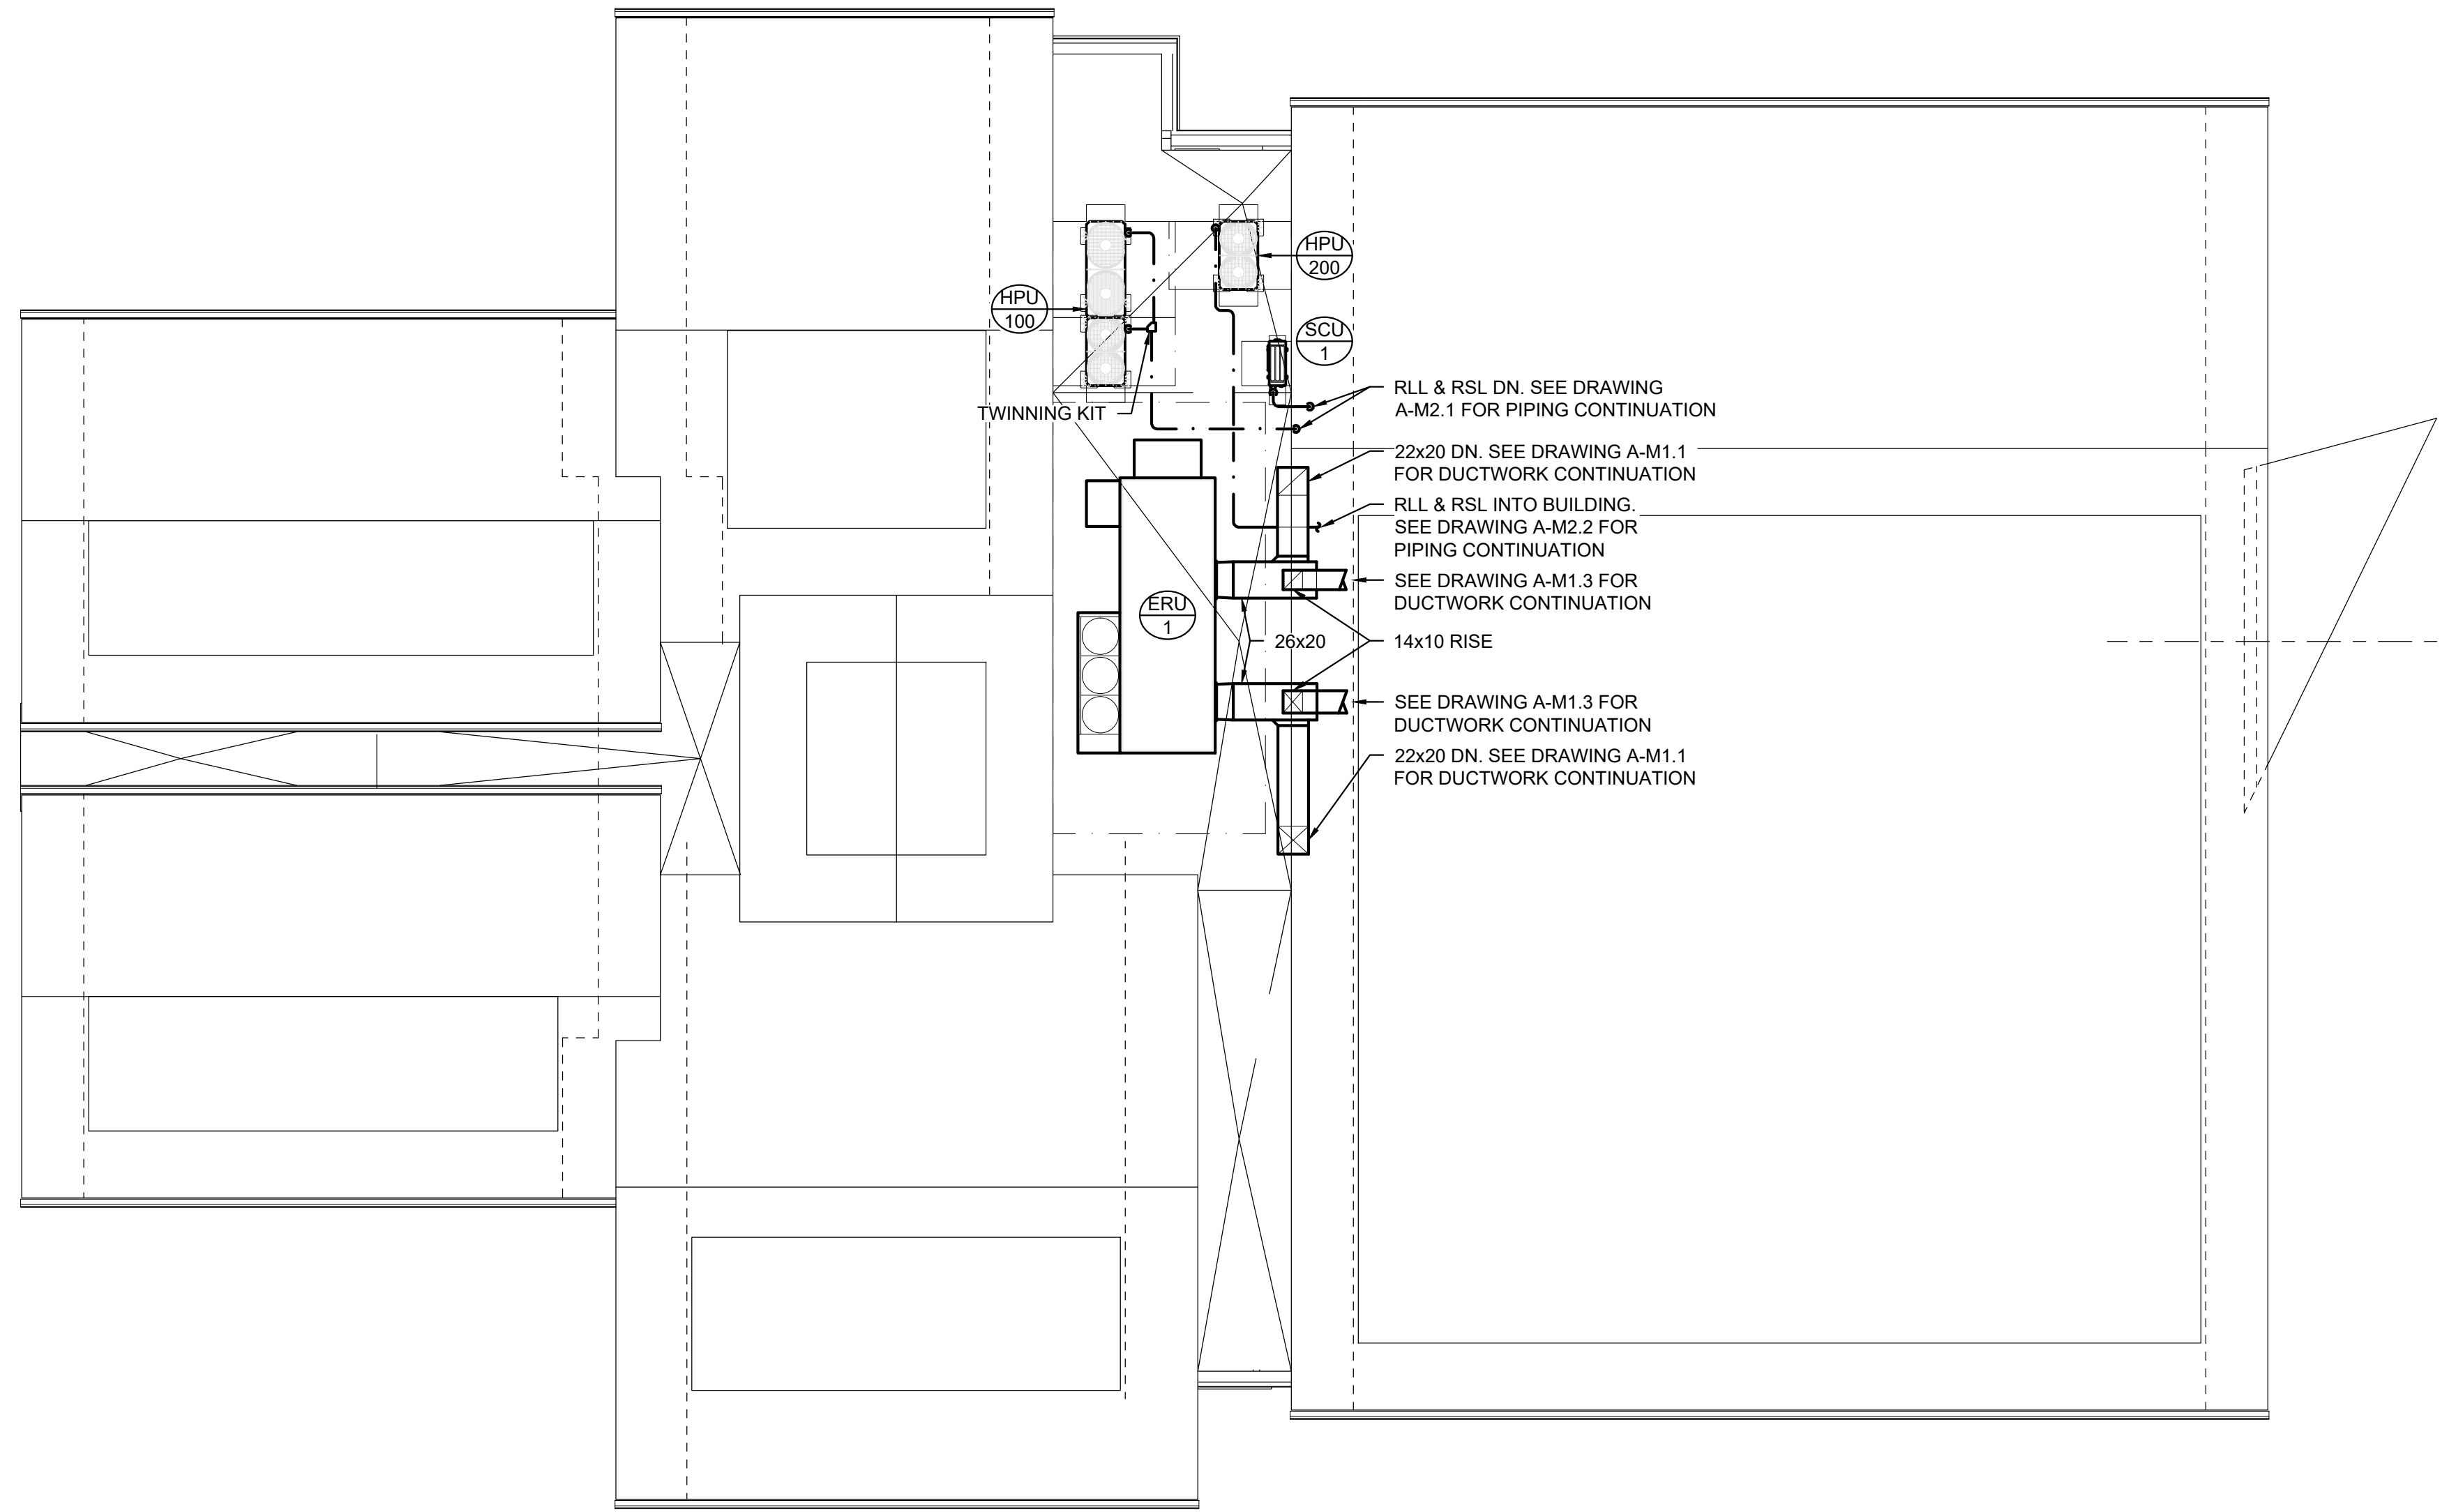 HPU
200
HPU
100
SCU
1
RLL & RSL DN. SEE DRAWING
A-M2.1 FOR PIPING CONTINUATION
TWINNING KIT
22x20 DN. SEE DRAWING A-M1.1
FOR DUCTWORK CONTINUATION
RLL & RSL INTO BUILDING.
SEE DRAWING A-M2.2 FOR
PIPING CONTINUATION
SEE DRAWING A-M1.3 FOR
DUCTWORK CONTINUATION
ERU
1
26x20
14x10 RISE
SEE DRAWING A-M1.3 FOR
DUCTWORK CONTINUATION
22x20 DN. SEE DRAWING A-M1.1
FOR DUCTWORK CONTINUATION